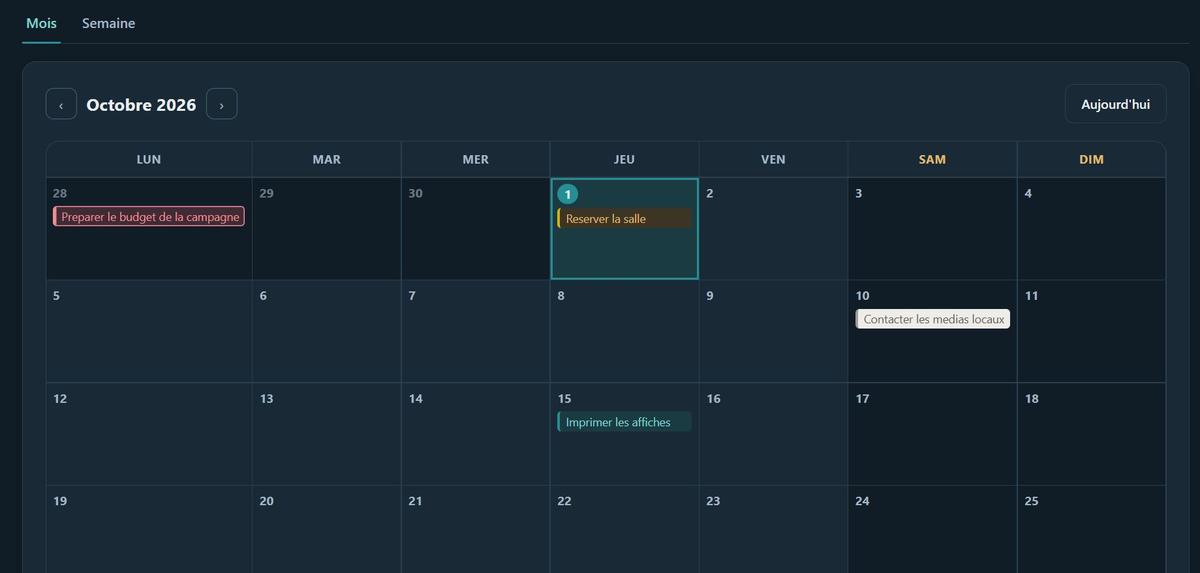 Mois Semaine
‹ Octobre 2026 › Aujourd'hui
LUN MAR MER JEU VEN SAM DIM
28 29 30 1 2 3 4
Preparer le budget de la campagne Reserver la salle
5 6 7 8 9 10 11
Contacter les medias locaux
12 13 14 15 16 17 18
Imprimer les affiches
19 20 21 22 23 24 25